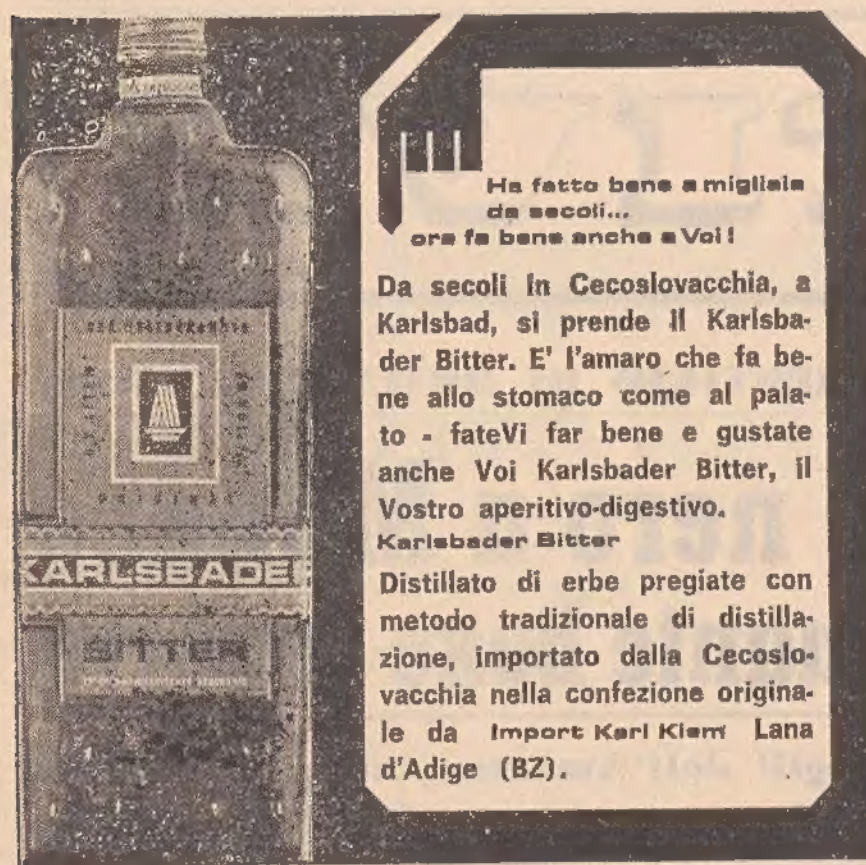 KARLSBADER
BITTER
Ha fatto bene a migliaia
da secoli...
ora fa bene anche a Voi!
Da secoli in Cecoslovacchia, a
Karlsbad, si prende il Karlsba-
der Bitter. E' l'amaro che fa be-
ne allo stomaco come al pala-
to - fateVi far bene e gustate
anche Voi Karlsbader Bitter, il
Vostro aperitivo-digestivo.
Karlsbader Bitter
Distillato di erbe pregiate con
metodo tradizionale di distilla-
zione, importato dalla Cecoslo-
vacchia nella confezione origina-
le da Import Karl Klem Lana
d'Adige (BZ).